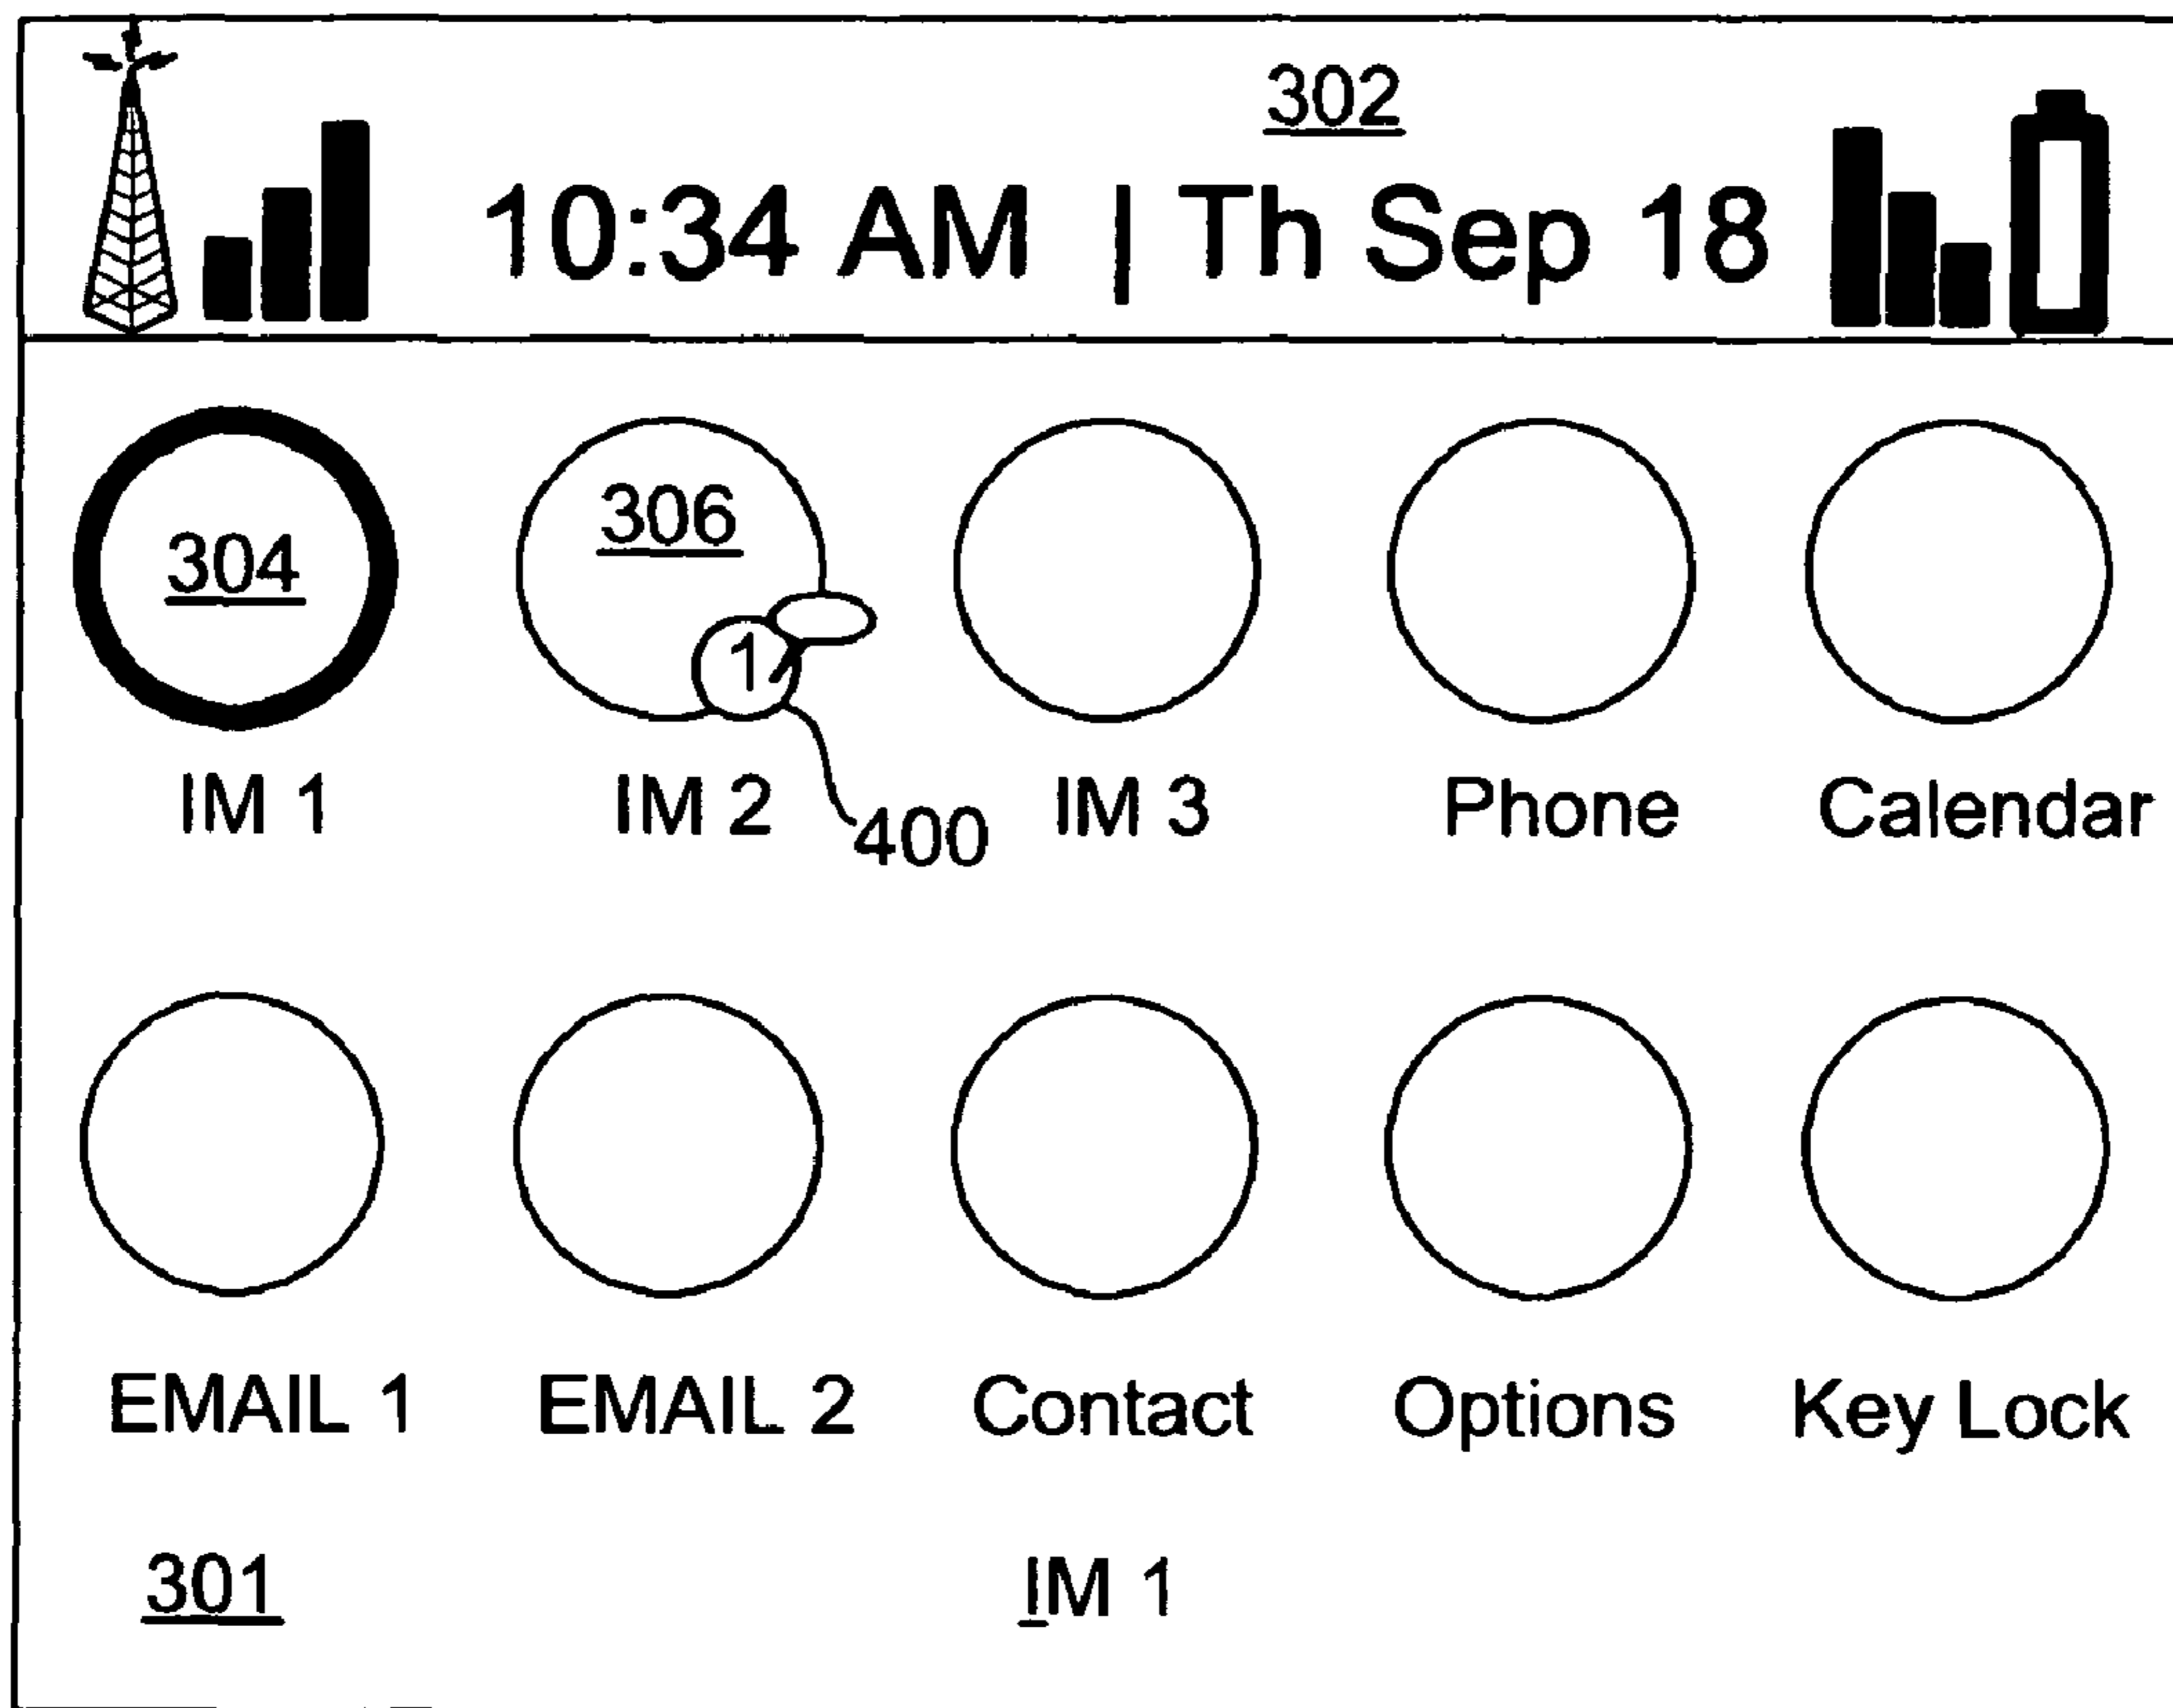 302
10:34 AM | Th Sep 18
304
306
1
IM 1
IM 2
400
IM 3
Phone
Calendar
EMAIL 1
EMAIL 2
Contact
Options
Key Lock
301
IM 1